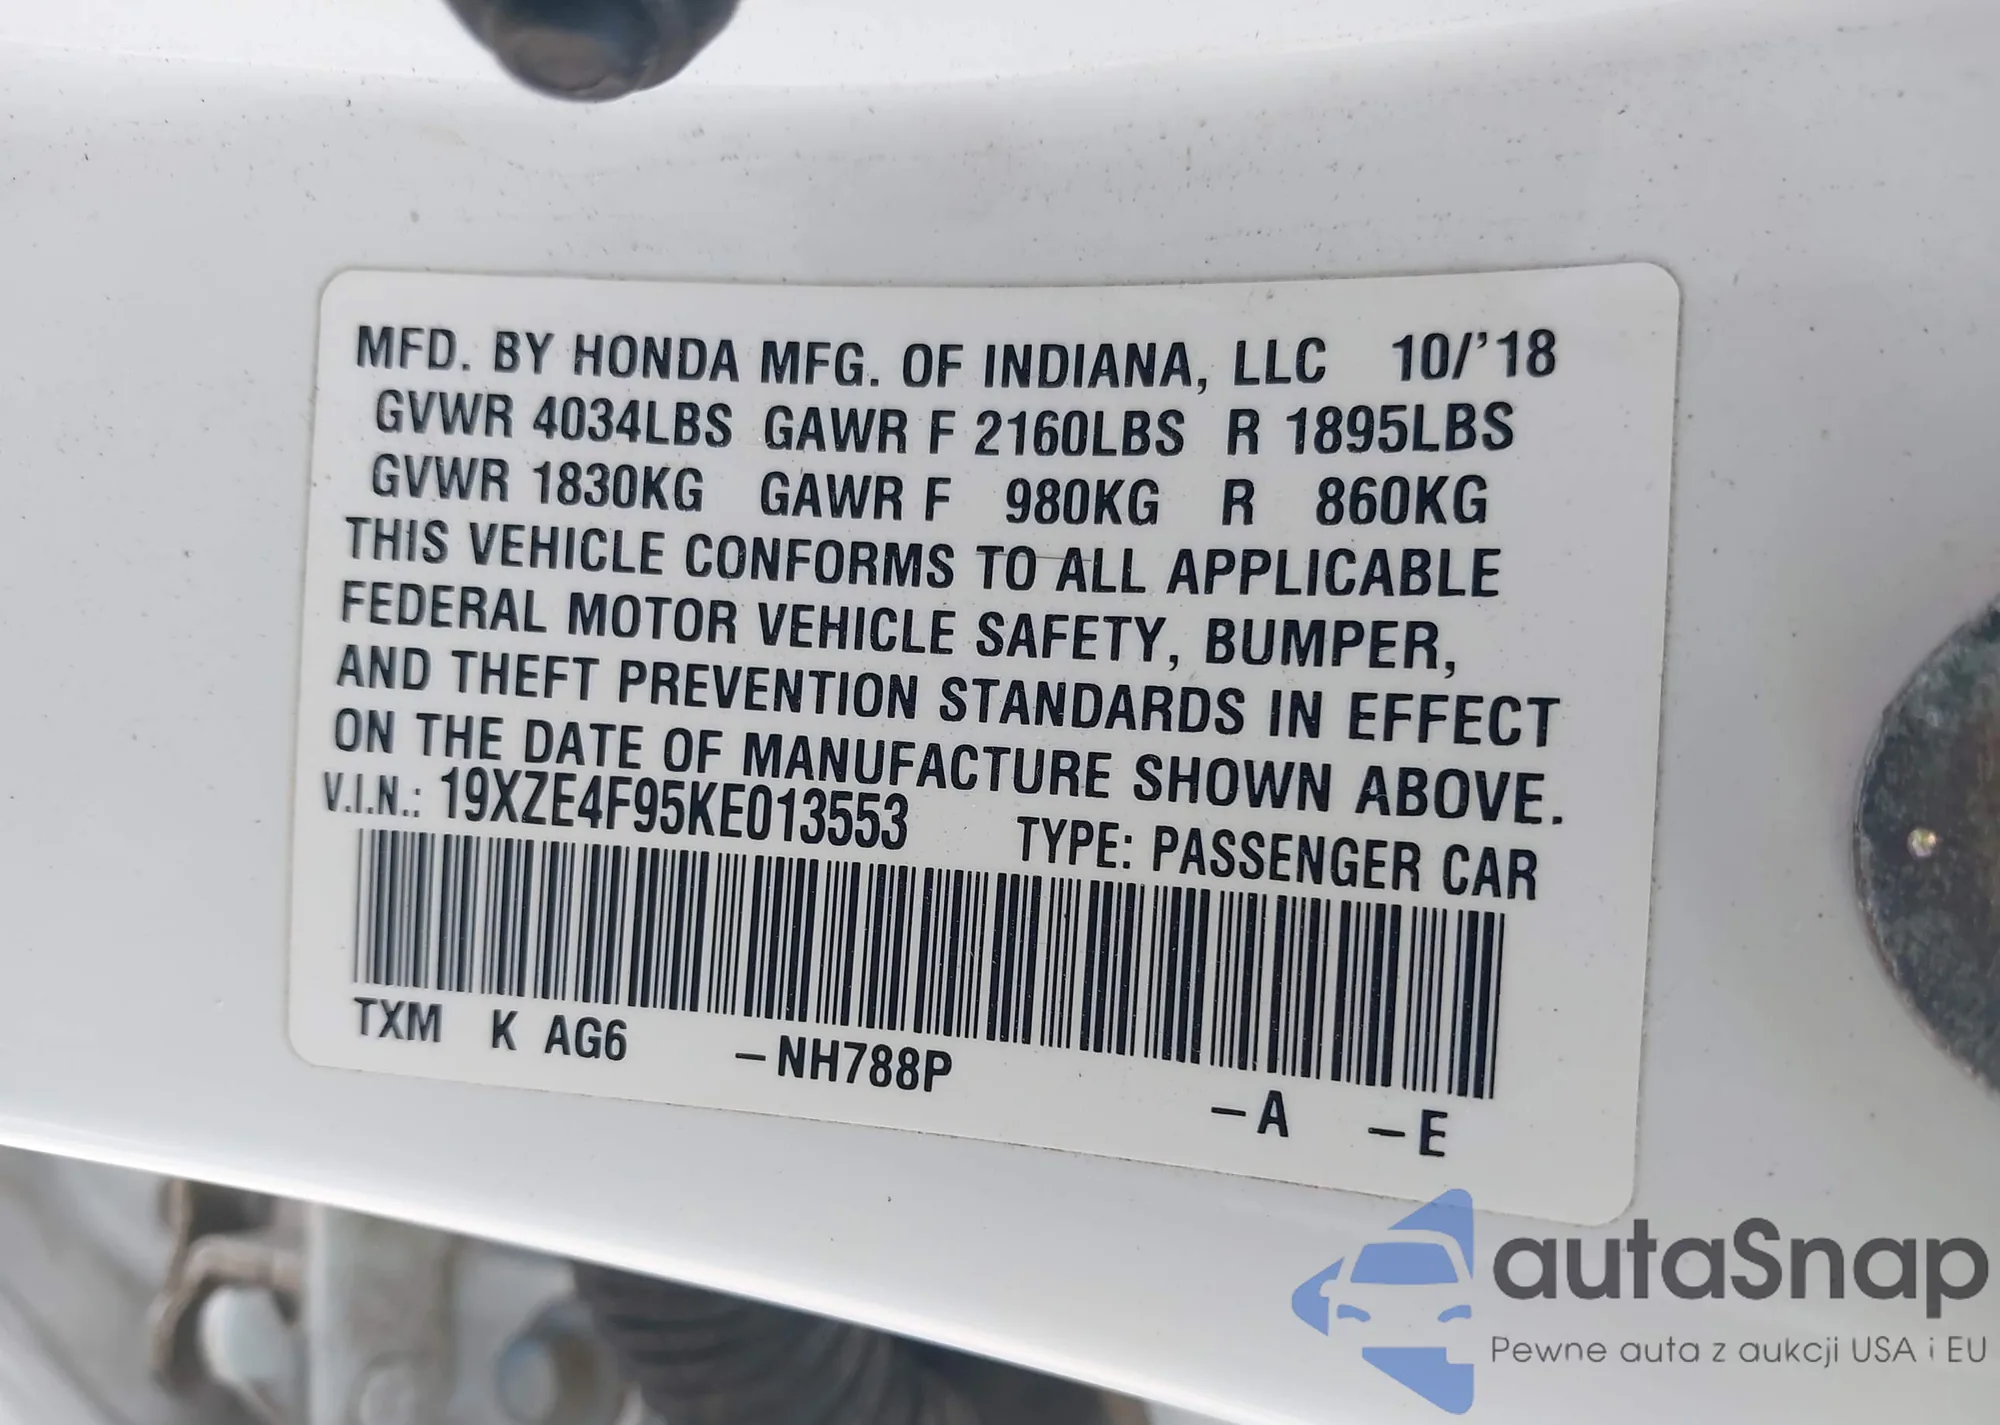 MFD. BY HONDA MFG. OF INDIANA, LLC 10/'18
GVWR 4034LBS GAWR F 2160LBS R 1895LBS
GVWR 1830KG GAWR F 980KG R 860KG
THIS VEHICLE CONFORMS TO ALL APPLICABLE
FEDERAL MOTOR VEHICLE SAFETY, BUMPER,
AND THEFT PREVENTION STANDARDS IN EFFECT
ON THE DATE OF MANUFACTURE SHOWN ABOVE.
V.I.N.: 19XZE4F95KE013553 TYPE: PASSENGER CAR
TXM K AG6 –NH788P –A –E
autaSnap
Pewne auta z aukcji USA i EU